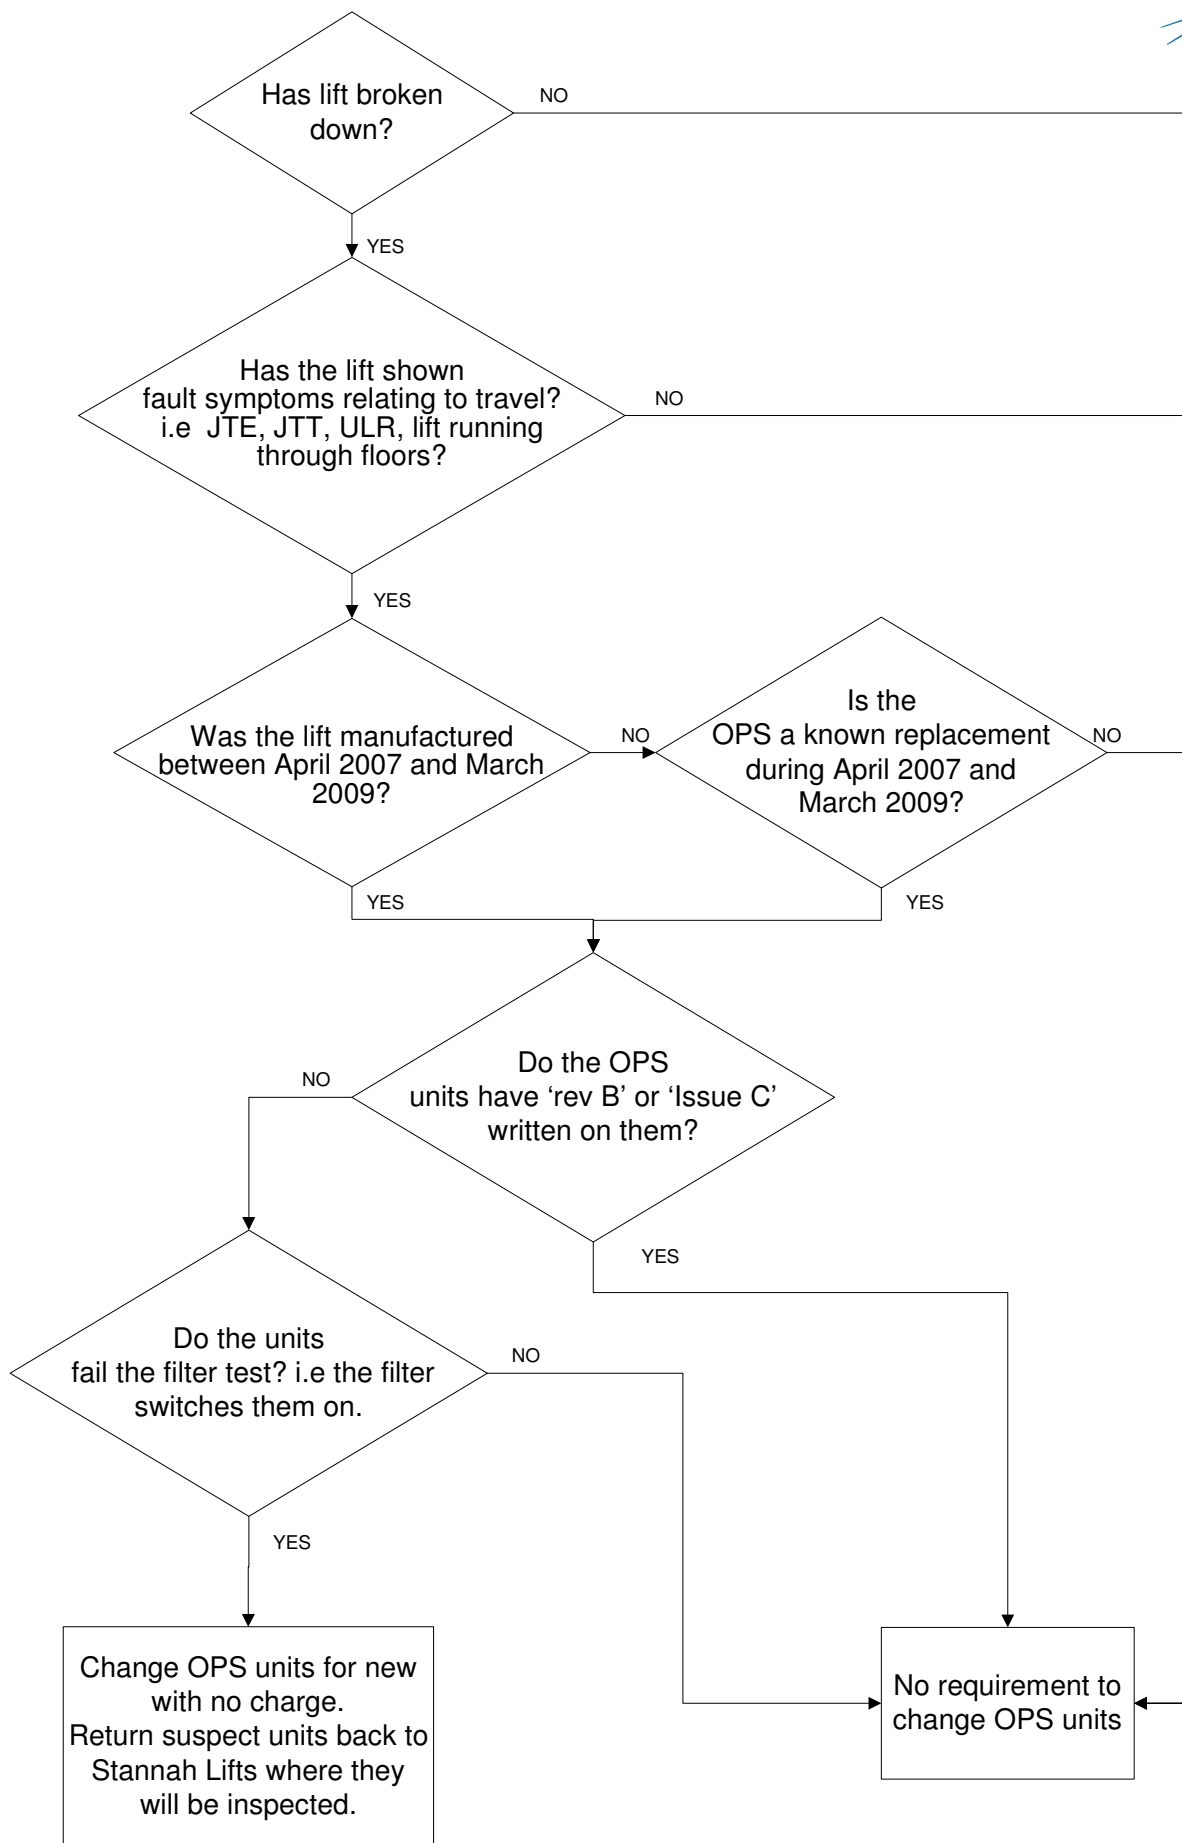 Has lift broken
down?
NO
YES
Has the lift shown
fault symptoms relating to travel?
i.e JTE, JTT, ULR, lift running
through floors?
NO
YES
Was the lift manufactured
between April 2007 and March
2009?
NO
Is the
OPS a known replacement
during April 2007 and
March 2009?
NO
YES
YES
Do the OPS
units have ‘rev B’ or ‘Issue C’
written on them?
NO
YES
Do the units
fail the filter test? i.e the filter
switches them on.
NO
YES
Change OPS units for new
with no charge.
Return suspect units back to
Stannah Lifts where they
will be inspected.
No requirement to
change OPS units